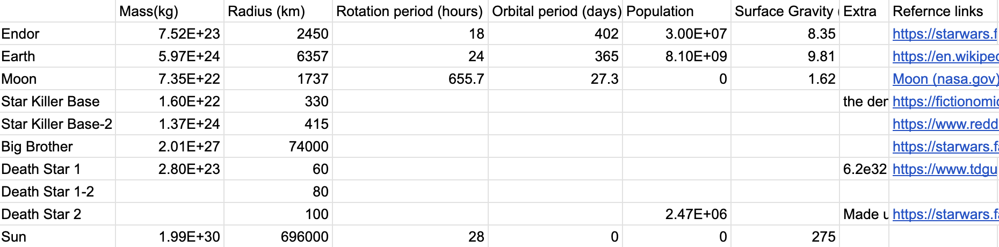 Mass(kg) Radius (km) Rotation period (hours) Orbital period (days) Population Surface Gravity ( Extra Refernce links
Endor 7.52E+23 2450 18 402 3.00E+07 8.35 https://starwars.f
Earth 5.97E+24 6357 24 365 8.10E+09 9.81 https://en.wikiped
Moon 7.35E+22 1737 655.7 27.3 0 1.62 Moon (nasa.gov)
Star Killer Base 1.60E+22 330 the den https://fictionomic
Star Killer Base-2 1.37E+24 415 https://www.redd
Big Brother 2.01E+27 74000 https://starwars.fa
Death Star 1 2.80E+23 60 6.2e32 https://www.tdgu
Death Star 1-2 80
Death Star 2 100 2.47E+06 Made u https://starwars.fa
Sun 1.99E+30 696000 28 0 0 275